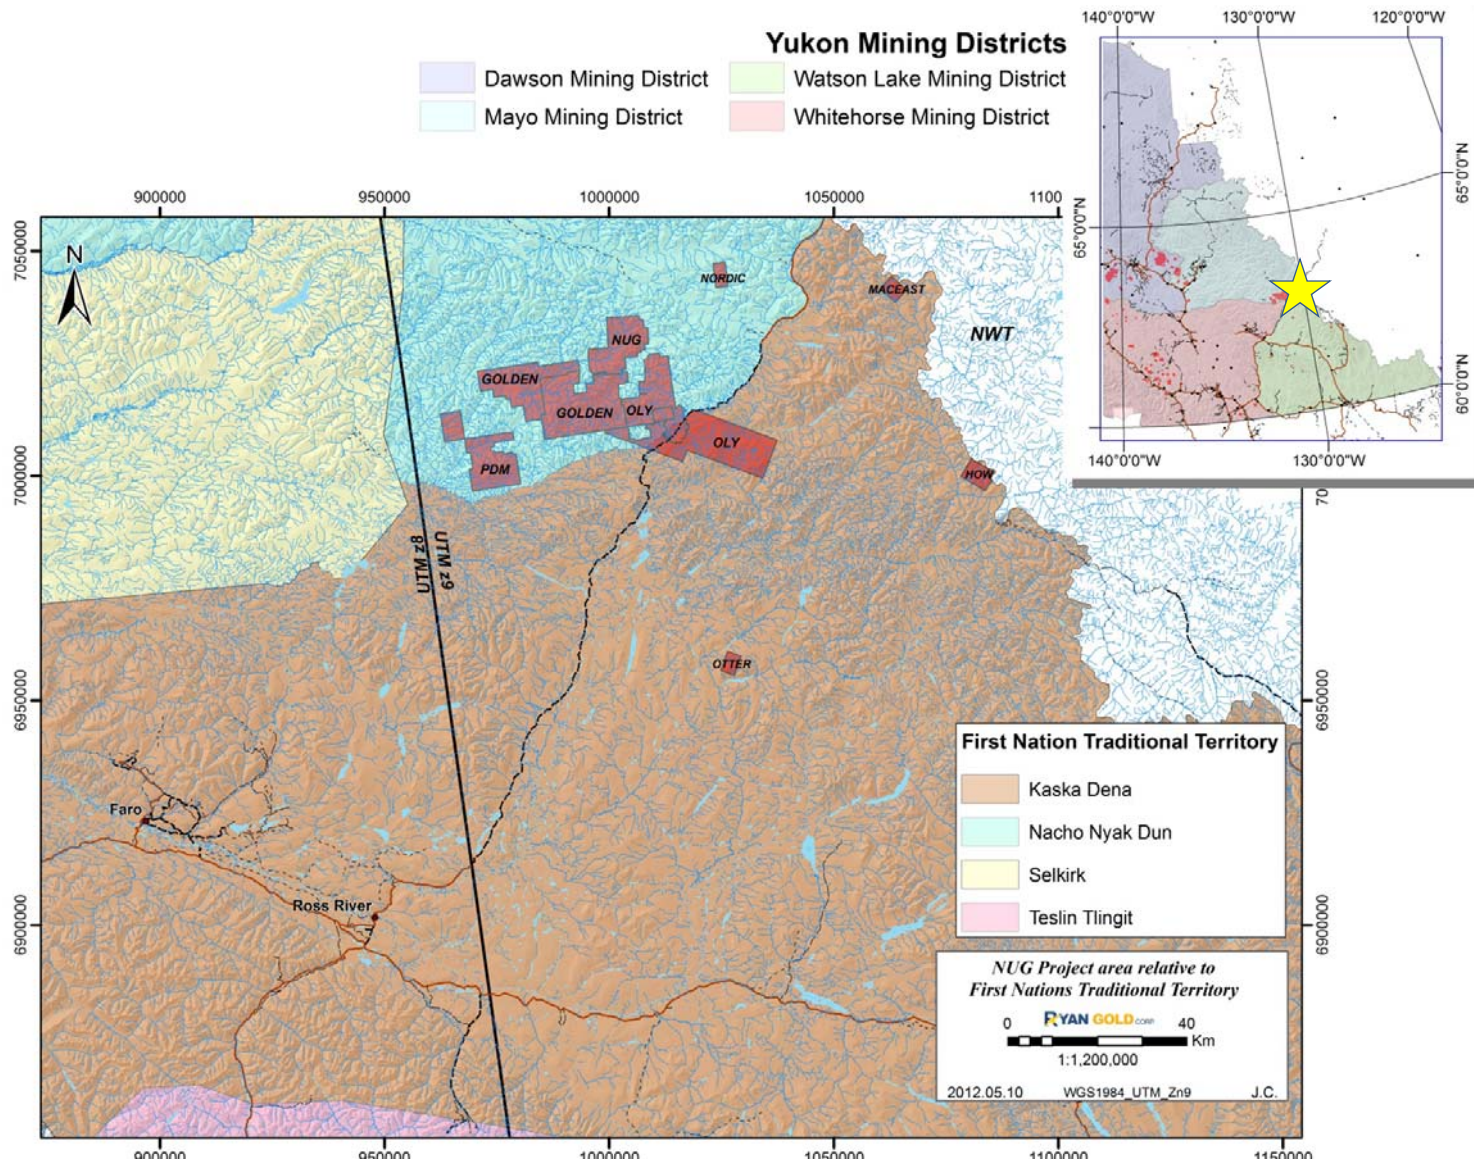 Yukon Mining Districts
Dawson Mining District
Watson Lake Mining District
Mayo Mining District
Whitehorse Mining District
140°0'0"W
130°0'0"W
120°0'0"W
65°0'0"N
65°0'0"N
60°0'0"N
140°0'0"W
130°0'0"W
900000
950000
1000000
1050000
1100
7050000
7000000
6950000
6900000
70
6950000
6900000
N
NORDIC
MACEAST
NWT
NUG
GOLDEN
GOLDEN
OLY
OLY
PDM
HOW
UTM z8
UTM z9
OTTER
Faro
Ross River
First Nation Traditional Territory
Kaska Dena
Nacho Nyak Dun
Selkirk
Teslin Tlingit
NUG Project area relative to
First Nations Traditional Territory
RYAN GOLD CORP
0 40
Km
1:1,200,000
2012.05.10 WGS1984_UTM_Zn9 J.C.
900000
950000
1000000
1050000
1100000
1150000